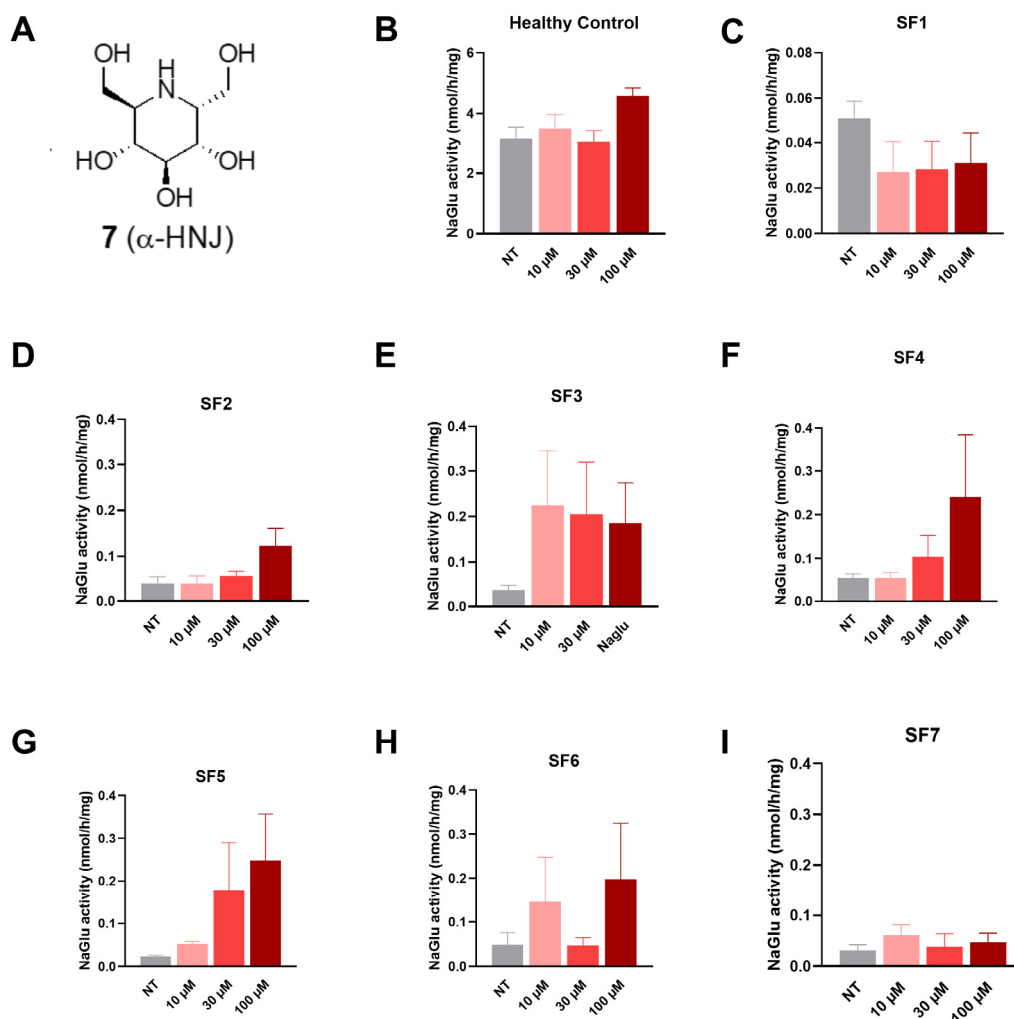 A
OH
H
N
OH
HO
OH
OH
7 (α-HNJ)
B
Healthy Control
NaGlu activity (nmol/h/mg)
6
4
2
0
NT
10 µM
30 µM
100 µM
C
SF1
NaGlu activity (nmol/h/mg)
0.08
0.06
0.04
0.02
0.00
NT
10 µM
30 µM
100 µM
D
SF2
NaGlu activity (nmol/h/mg)
0.4
0.3
0.2
0.1
0.0
NT
10 µM
30 µM
100 µM
E
SF3
NaGlu activity (nmol/h/mg)
0.4
0.3
0.2
0.1
0.0
NT
10 µM
30 µM
Naglu
F
SF4
NaGlu activity (nmol/h/mg)
0.4
0.3
0.2
0.1
0.0
NT
10 µM
30 µM
100 µM
G
SF5
NaGlu activity (nmol/h/mg)
0.4
0.3
0.2
0.1
0.0
NT
10 µM
30 µM
100 µM
H
SF6
NaGlu activity (nmol/h/mg)
0.4
0.3
0.2
0.1
0.0
NT
10 µM
30 µM
100 µM
I
SF7
NaGlu activity (nmol/h/mg)
0.4
0.3
0.2
0.1
0.0
NT
10 µM
30 µM
100 µM